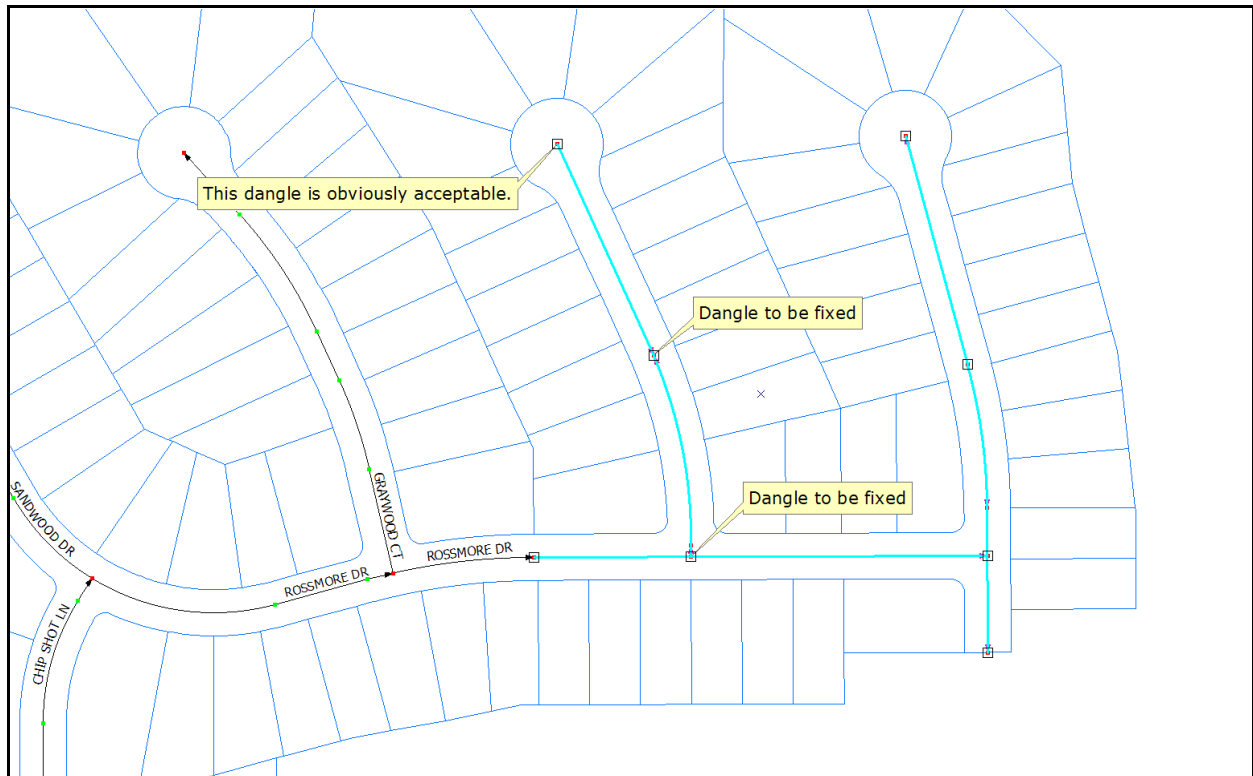 This dangle is obviously acceptable.
Dangle to be fixed
Dangle to be fixed
SANDWOOD DR
GRAYWOOD CT
ROSSMORE DR
ROSSMORE DR
CHIP SHOT LN